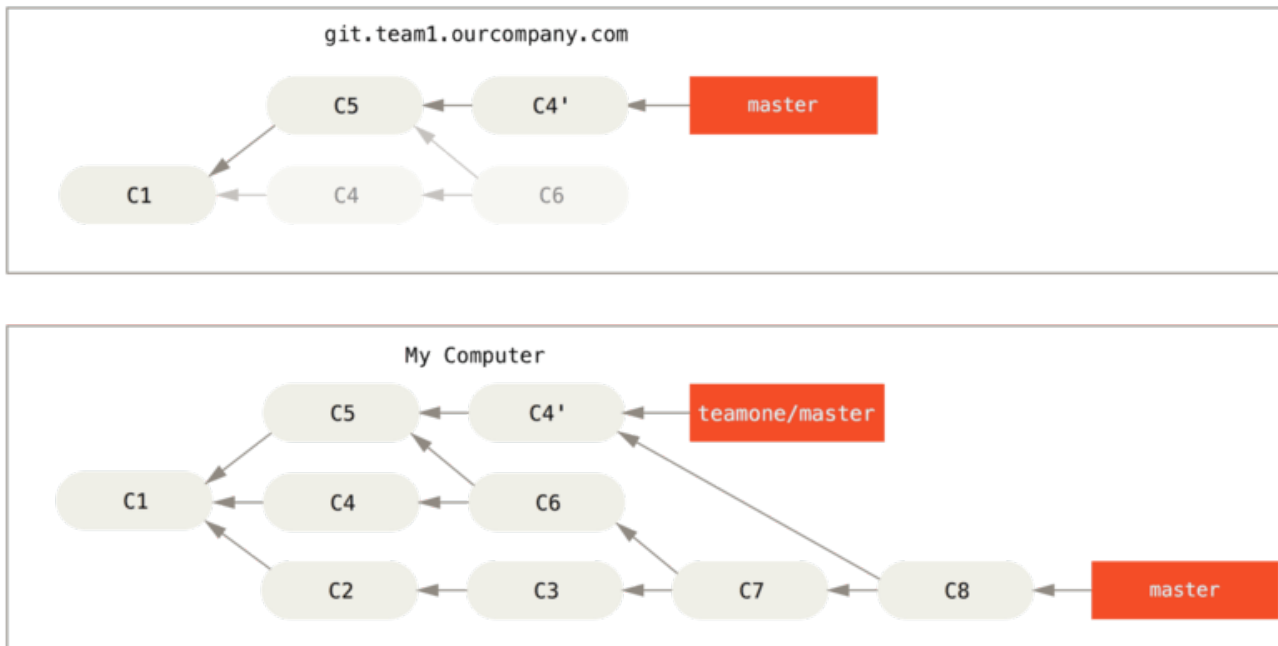 git.team1.ourcompany.com
C5 C4' master
C1 C4 C6
My Computer
C5 C4' teamone/master
C1 C4 C6
C2 C3 C7 C8 master